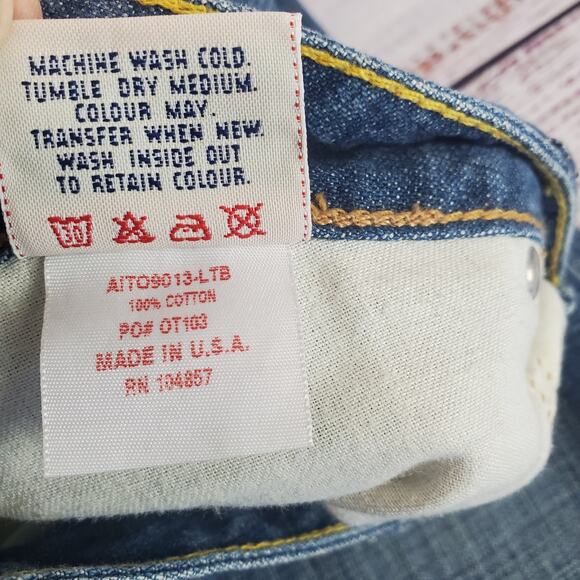 MACHINE WASH COLD.
TUMBLE DRY MEDIUM.
COLOUR MAY.
TRANSFER WHEN NEW.
WASH INSIDE OUT
TO RETAIN COLOUR.
AITO9013-LTB
100% COTTON
PO# OT103
MADE IN U.S.A.
RN 104857